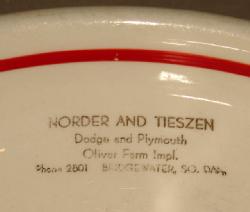 NORDER AND TIESZEN
Dodge and Plymouth
Oliver Farm Impl.
Phone 2801 BRIDGEWATER, SO. DAK.